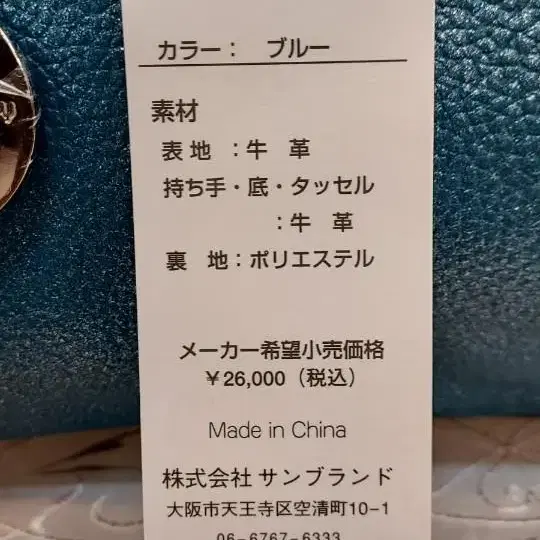 カラー： ブルー
素材
表地 ：牛 革
持ち手・底・タッセル
：牛 革
裏 地：ポリエステル
メーカー希望小売価格
￥26,000（税込）
Made in China
株式会社 サンブランド
大阪市天王寺区空清町10-1
06-6767-6333